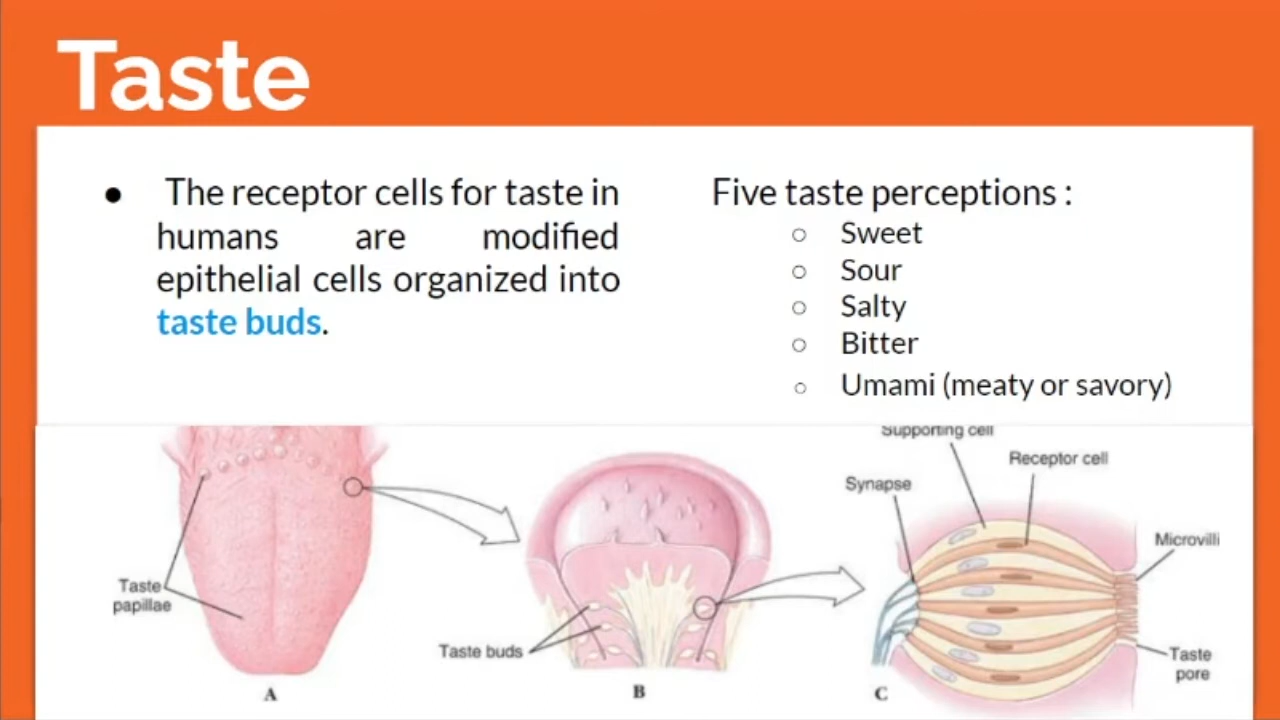 Taste
● The receptor cells for taste in
humans are modified
epithelial cells organized into
taste buds.
Five taste perceptions :
○ Sweet
○ Sour
○ Salty
○ Bitter
○ Umami (meaty or savory)
Taste
papillae
A
Taste buds
B
Supporting cell
Receptor cell
Synapse
Microvilli
Taste
pore
C